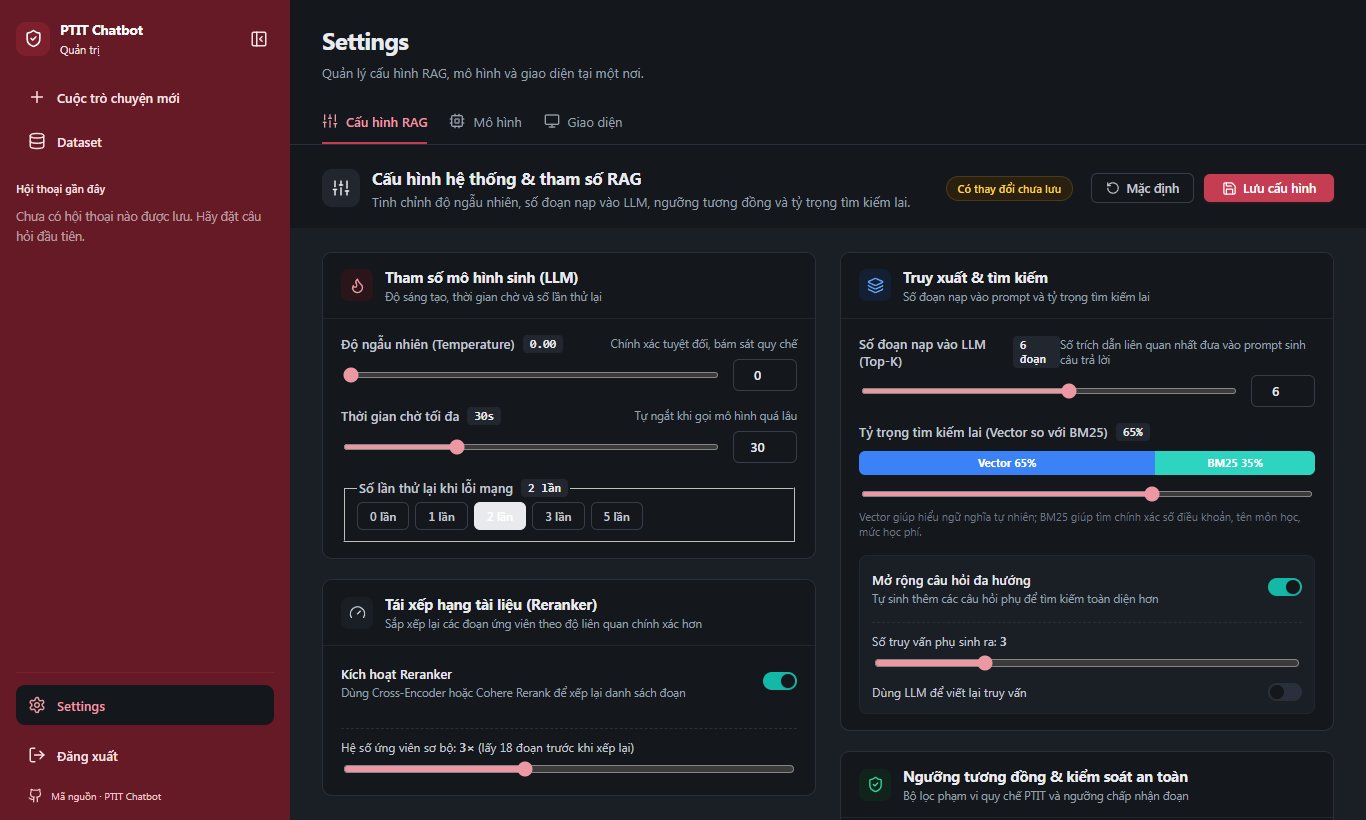 PTIT Chatbot
Quản trị
Cuộc trò chuyện mới
Dataset
Hội thoại gần đây
Chưa có hội thoại nào được lưu. Hãy đặt câu
hỏi đầu tiên.
Settings
Đăng xuất
Mã nguồn · PTIT Chatbot
Settings
Quản lý cấu hình RAG, mô hình và giao diện tại một nơi.
Cấu hình RAG
Mô hình
Giao diện
Cấu hình hệ thống & tham số RAG
Tinh chỉnh độ ngẫu nhiên, số đoạn nạp vào LLM, ngưỡng tương đồng và tỷ trọng tìm kiếm lai.
Có thay đổi chưa lưu
Mặc định
Lưu cấu hình
Tham số mô hình sinh (LLM)
Độ sáng tạo, thời gian chờ và số lần thử lại
Độ ngẫu nhiên (Temperature) 0.00
Chính xác tuyệt đối, bám sát quy chế
0
Thời gian chờ tối đa 30s
Tự ngắt khi gọi mô hình quá lâu
30
Số lần thử lại khi lỗi mạng 2 lần
0 lần
1 lần
2 lần
3 lần
5 lần
Tái xếp hạng tài liệu (Reranker)
Sắp xếp lại các đoạn ứng viên theo độ liên quan chính xác hơn
Kích hoạt Reranker
Dùng Cross-Encoder hoặc Cohere Rerank để xếp lại danh sách đoạn
Hệ số ứng viên sơ bộ: 3× (lấy 18 đoạn trước khi xếp lại)
Truy xuất & tìm kiếm
Số đoạn nạp vào prompt và tỷ trọng tìm kiếm lai
Số đoạn nạp vào LLM
(Top-K)
6
đoạn
Số trích dẫn liên quan nhất đưa vào prompt sinh
câu trả lời
6
Tỷ trọng tìm kiếm lai (Vector so với BM25) 65%
Vector 65%
BM25 35%
Vector giúp hiểu ngữ nghĩa tự nhiên; BM25 giúp tìm chính xác số điều khoản, tên môn học,
mức học phí.
Mở rộng câu hỏi đa hướng
Tự sinh thêm các câu hỏi phụ để tìm kiếm toàn diện hơn
Số truy vấn phụ sinh ra: 3
Dùng LLM để viết lại truy vấn
Ngưỡng tương đồng & kiểm soát an toàn
Bộ lọc phạm vi quy chế PTIT và ngưỡng chấp nhận đoạn